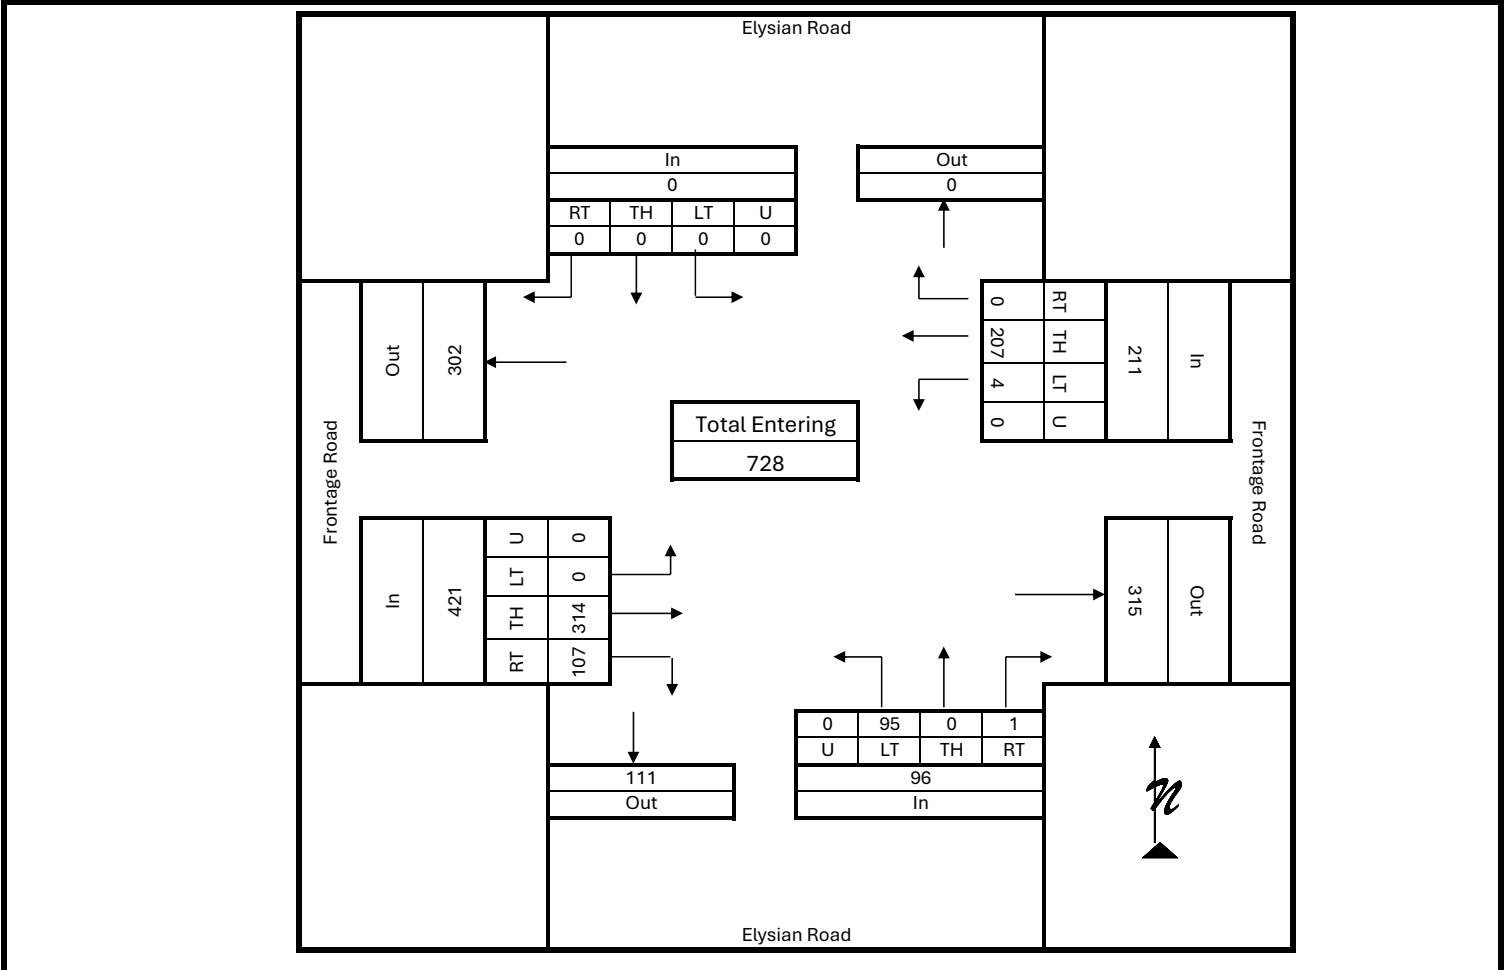 Elysian Road
In
0
RT TH LT U
0 0 0 0
Out
0
Out
302
Frontage Road
0 RT
207 TH
4 LT
0 U
211
In
Frontage Road
Total Entering
728
In
421
U 0
LT 0
TH 314
RT 107
315
Out
0 95 0 1
U LT TH RT
96
In
111
Out
N
Elysian Road